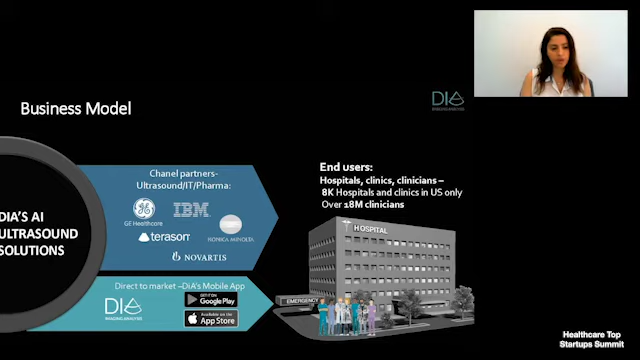 Business Model
DIA
IMAGING ANALYSIS
DIA'S AI
ULTRASOUND
SOLUTIONS
Chanel partners-
Ultrasound/IT/Pharma:
GE Healthcare
IBM
terason
KONICA MINOLTA
NOVARTIS
Direct to market –DiA's Mobile App
DIA
IMAGING ANALYSIS
GET IT ON
Google Play
Available on the
App Store
End users:
Hospitals, clinics, clinicians –
8K Hospitals and clinics in US only
Over 18M clinicians
HOSPITAL
EMERGENCY
Healthcare Top
Startups Summit